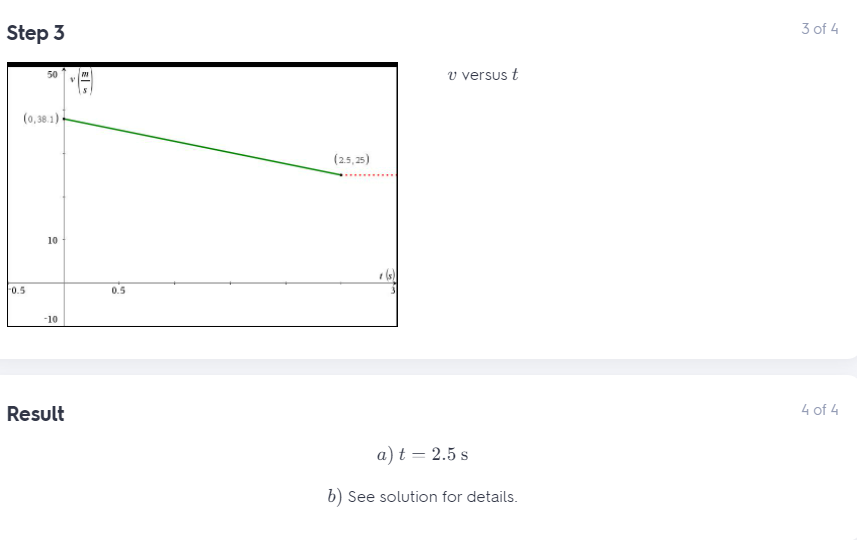 Step 3
3 of 4
50
v (m/s)
v versus t
(0,38.1)
(2.5,25)
10
t (s)
-0.5
0.5
3
-10
Result
4 of 4
a) t = 2.5 s
b) See solution for details.